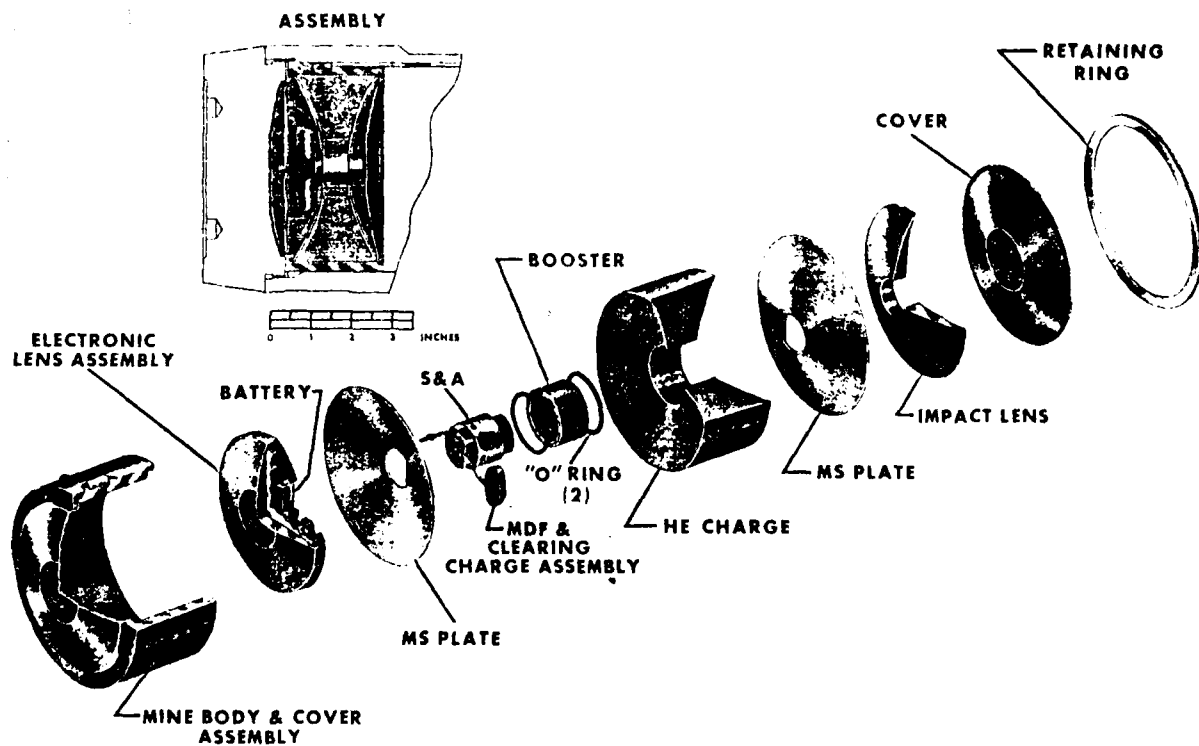 ASSEMBLY
RETAINING
RING
COVER
BOOSTER
0 1 2 3 INCHES
ELECTRONIC
LENS ASSEMBLY
BATTERY
S&A
"O" RING
(2)
IMPACT LENS
MS PLATE
HE CHARGE
MDF &
CLEARING
CHARGE ASSEMBLY
MS PLATE
MINE BODY & COVER
ASSEMBLY